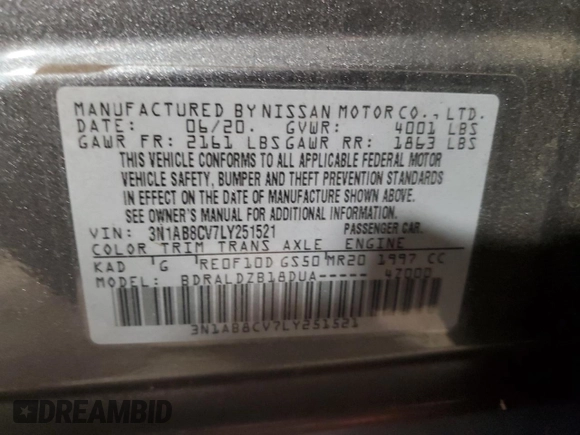 MANUFACTURED BY NISSAN MOTOR CO., LTD.
DATE: 06/20. GVWR: 4001 LBS
GAWR FR: 2161 LBS GAWR RR: 1863 LBS
THIS VEHICLE CONFORMS TO ALL APPLICABLE FEDERAL MOTOR
VEHICLE SAFETY, BUMPER AND THEFT PREVENTION STANDARDS
IN EFFECT ON THE DATE OF MANUFACTURE SHOWN ABOVE.
SEE OWNER'S MANUAL FOR ADDITIONAL INFORMATION.
VIN: 3N1AB8CV7LY251521 PASSENGER CAR.
COLOR TRIM TRANS AXLE ENGINE
KAD G RE0F10D GS50 MR20 1997 CC
MODEL: BDRALDZB18DUA----- 4Z000
3N1AB8CV7LY251521
DREAMBID